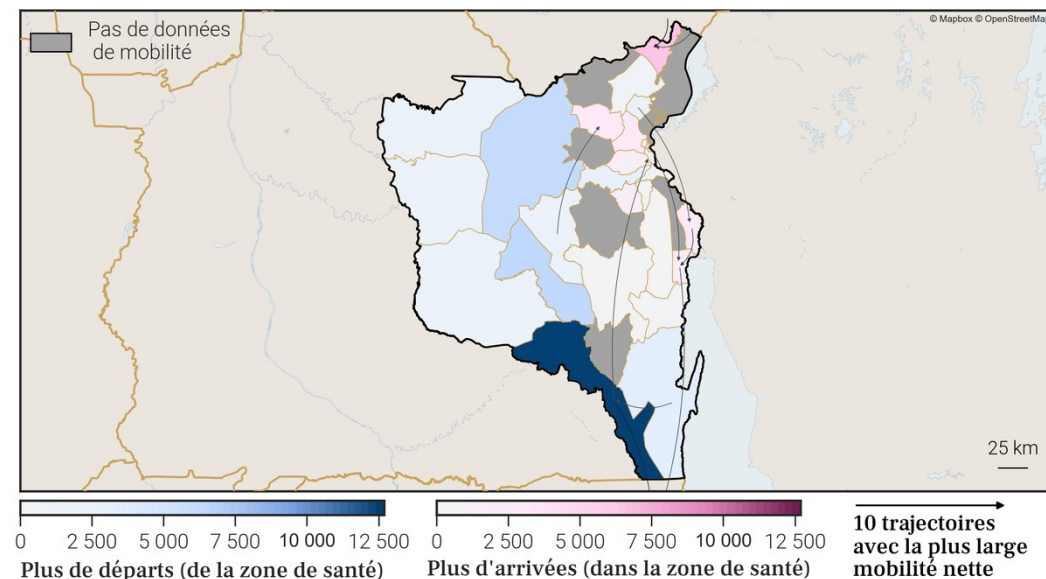 Pas de données
de mobilité
© Mapbox © OpenStreetMap
25 km
0 2 500 5 000 7 500 10 000 12 500
Plus de départs (de la zone de santé)
0 2 500 5 000 7 500 10 000 12 500
Plus d'arrivées (dans la zone de santé)
10 trajectoires
avec la plus large
mobilité nette